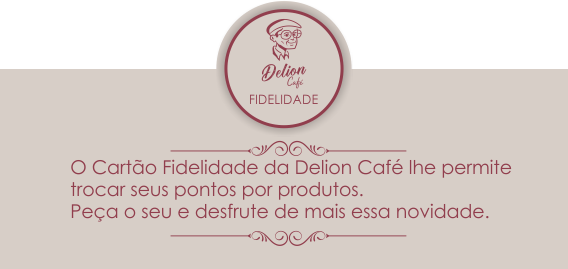 Delion
Café
FIDELIDADE
O Cartão Fidelidade da Delion Café lhe permite
trocar seus pontos por produtos.
Peça o seu e desfrute de mais essa novidade.